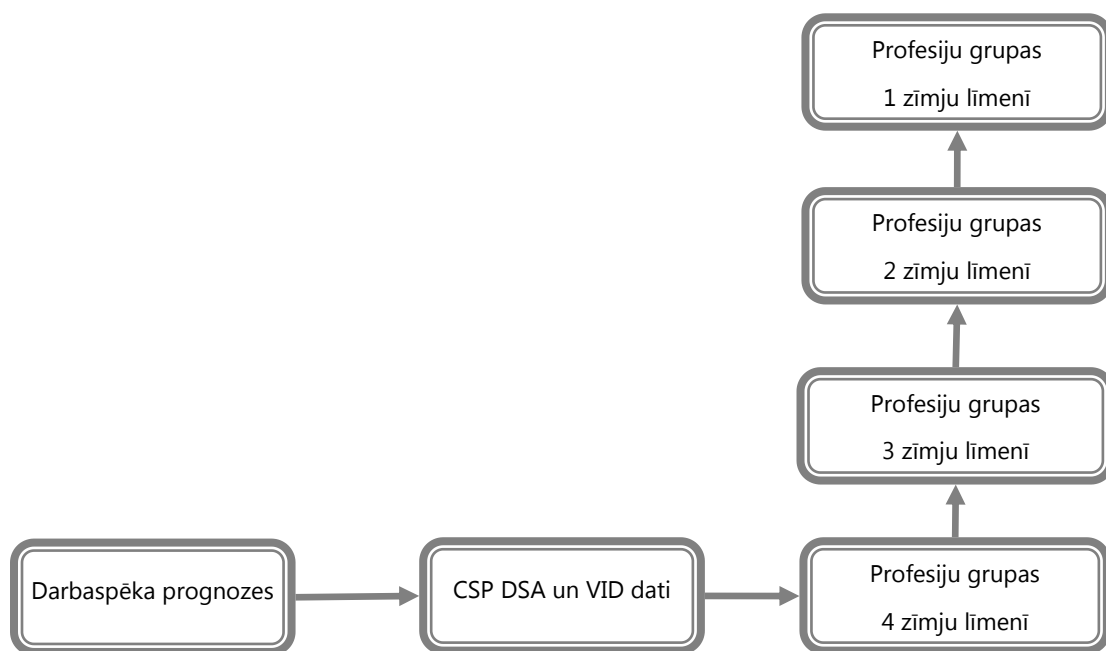 Profesiju grupas
1 zīmju līmenī
Profesiju grupas
2 zīmju līmenī
Profesiju grupas
3 zīmju līmenī
Darbaspēka prognozes
CSP DSA un VID dati
Profesiju grupas
4 zīmju līmenī